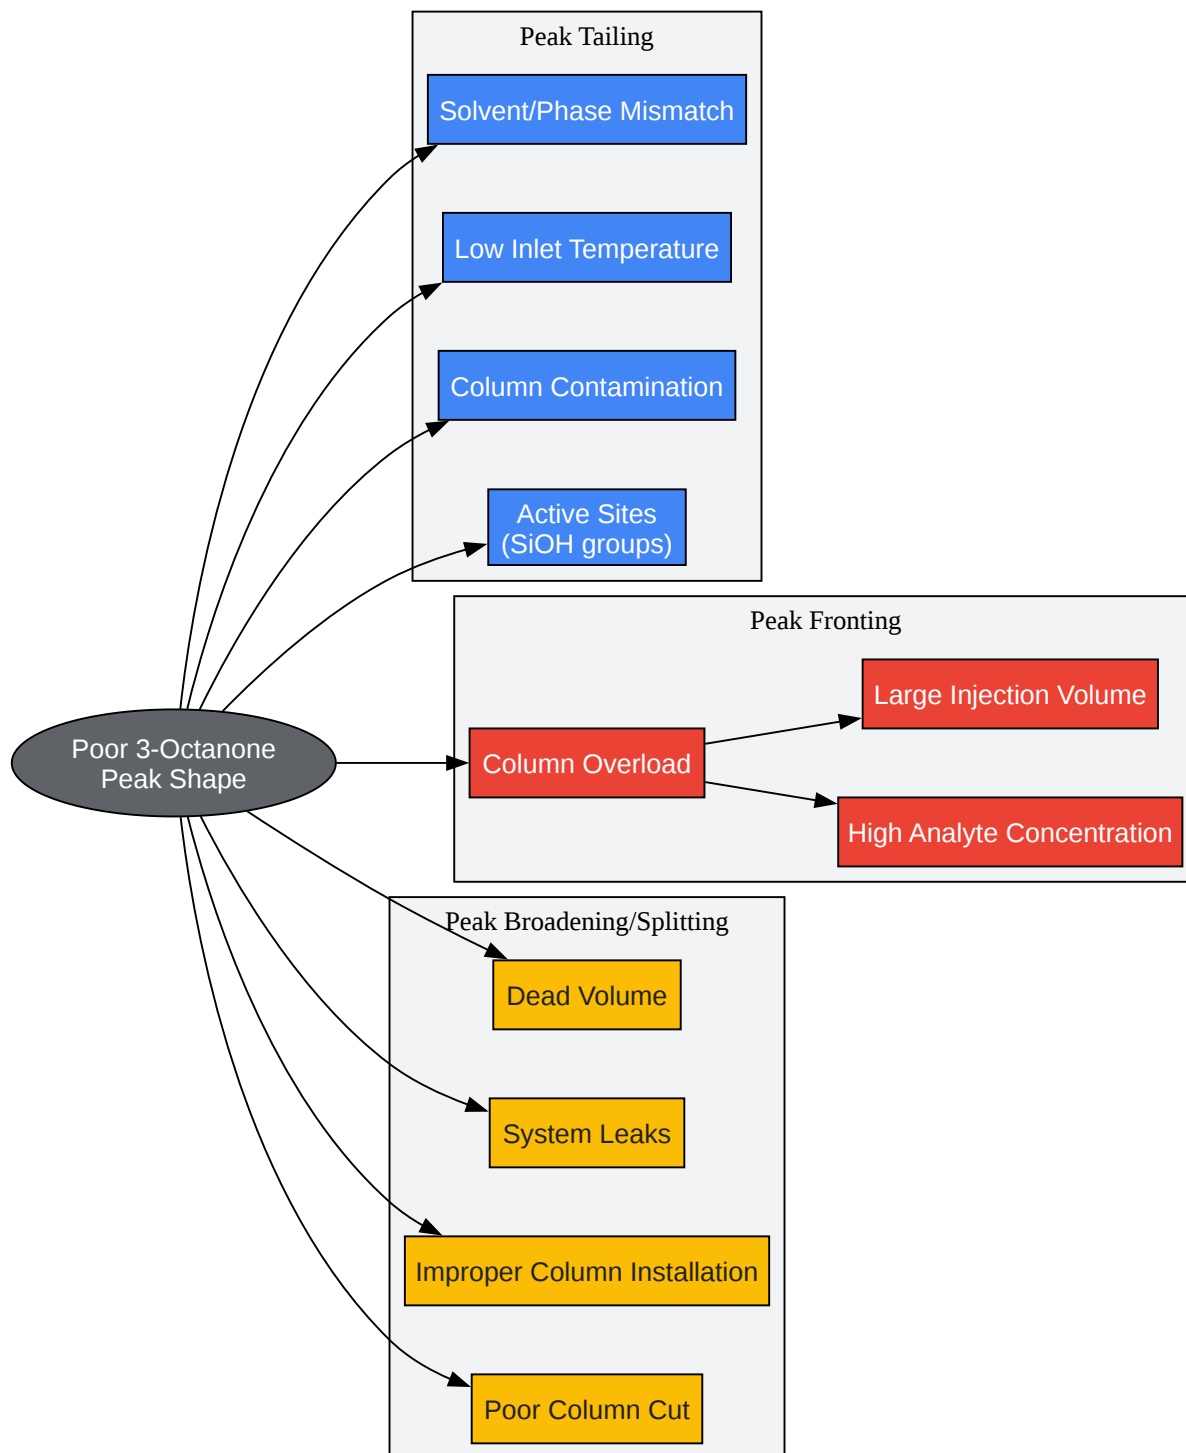 Peak Tailing
Solvent/Phase Mismatch
Low Inlet Temperature
Column Contamination
Active Sites
(SiOH groups)
Peak Fronting
Large Injection Volume
Column Overload
High Analyte Concentration
Poor 3-Octanone
Peak Shape
Peak Broadening/Splitting
Dead Volume
System Leaks
Improper Column Installation
Poor Column Cut